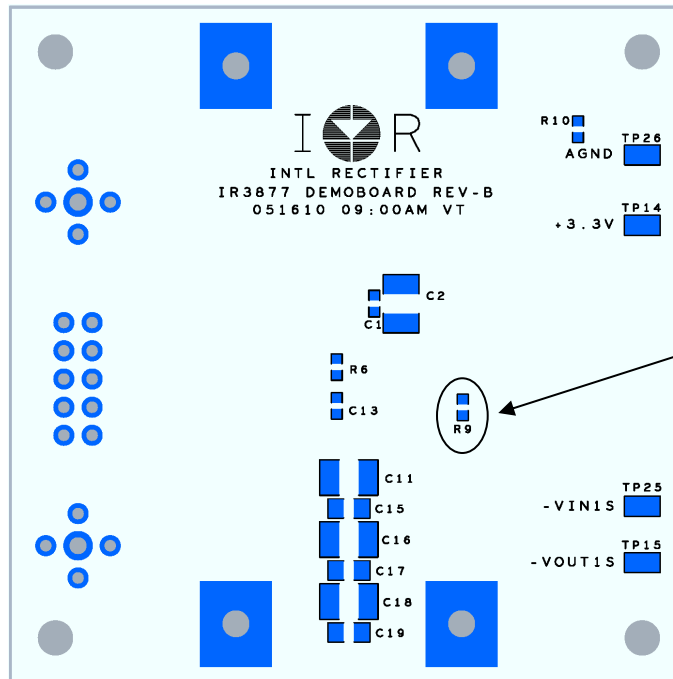 I R
INTL RECTIFIER
IR3877 DEMOBOARD REV-B
051610 09:00AM VT
R10
TP26
AGND
TP14
+3.3V
C2
C1
R6
C13
R9
C11
TP25
C15
-VIN1S
C16
TP15
-VOUT1S
C17
C18
C19